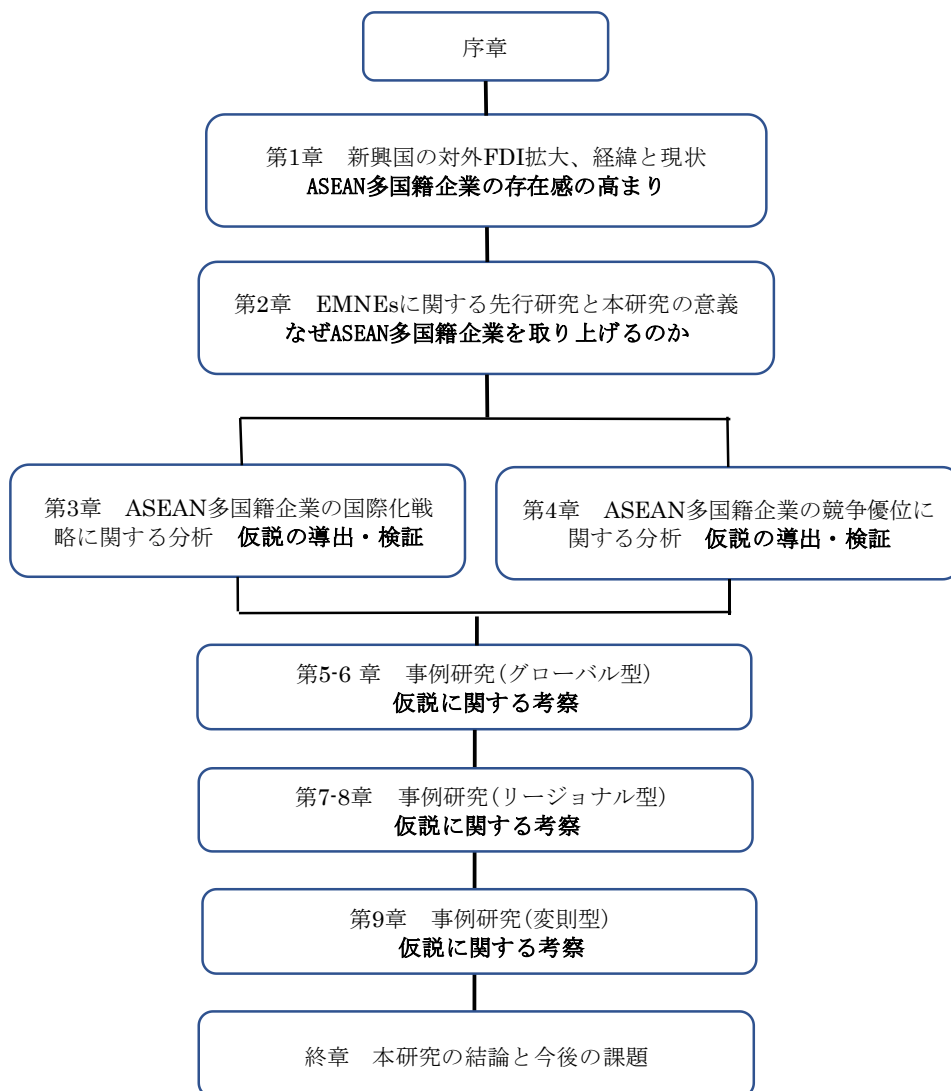 序章
第1章　新興国の対外FDI拡大、経緯と現状
ASEAN多国籍企業の存在感の高まり
第2章　EMNEsに関する先行研究と本研究の意義
なぜASEAN多国籍企業を取り上げるのか
第3章　ASEAN多国籍企業の国際化戦
略に関する分析　仮説の導出・検証
第4章　ASEAN多国籍企業の競争優位に
関する分析　仮説の導出・検証
第5-6 章　事例研究(グローバル型)
仮説に関する考察
第7-8章　事例研究(リージョナル型)
仮説に関する考察
第9章　事例研究(変則型)
仮説に関する考察
終章　本研究の結論と今後の課題